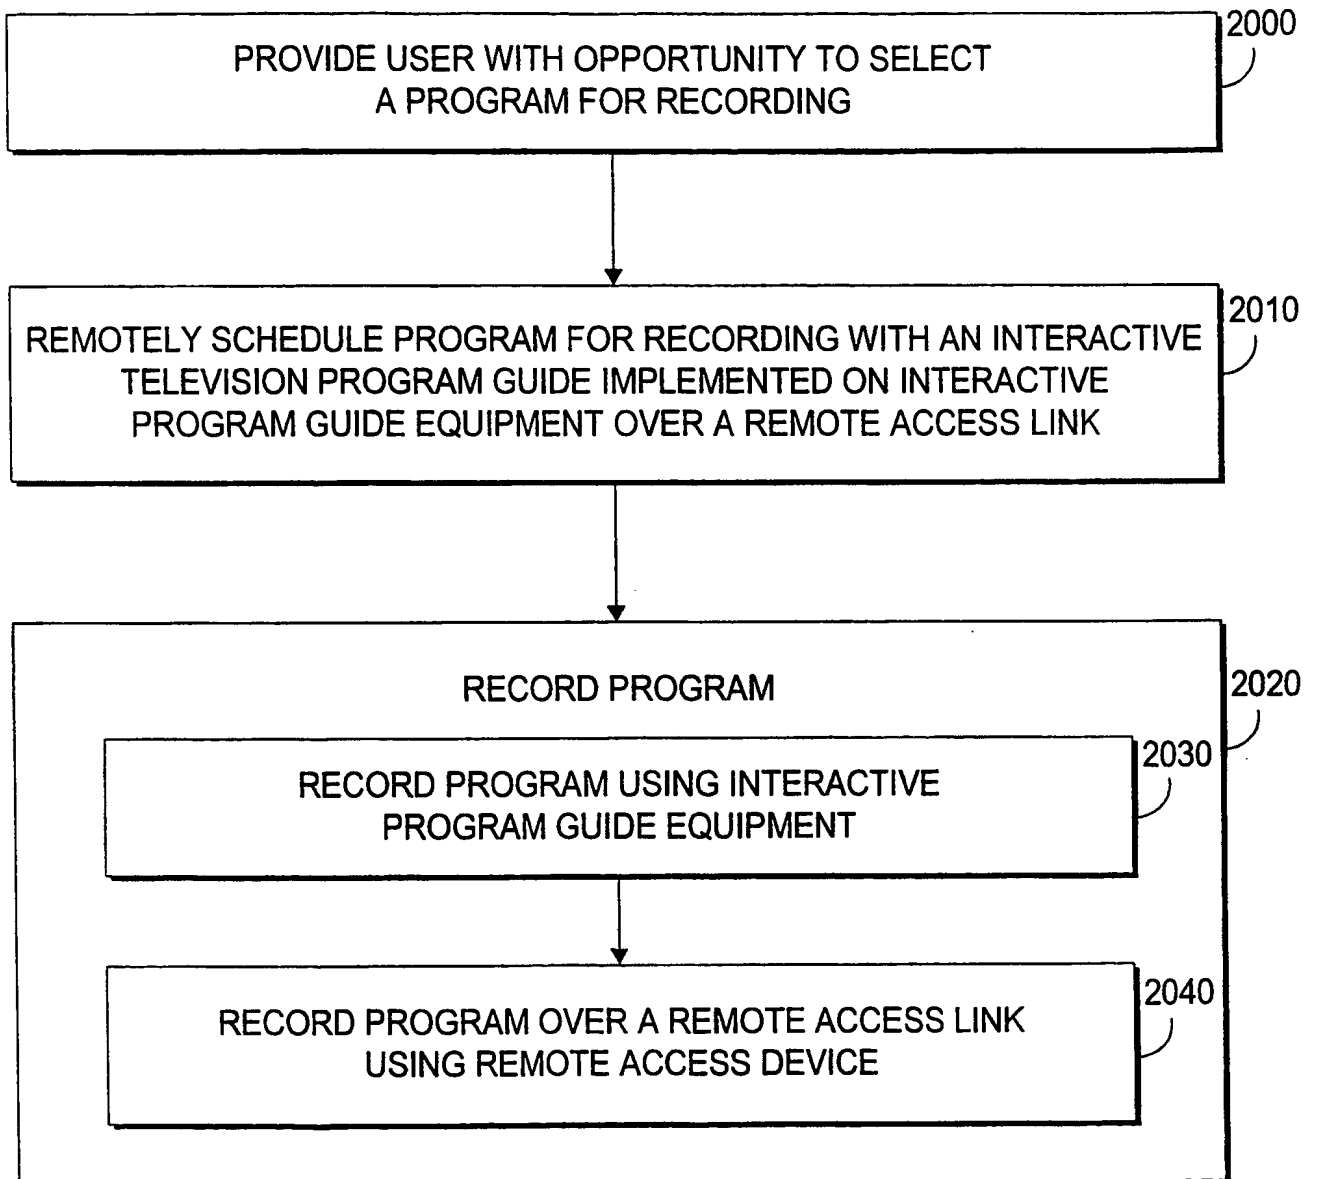 2000
PROVIDE USER WITH OPPORTUNITY TO SELECT
A PROGRAM FOR RECORDING
2010
REMOTELY SCHEDULE PROGRAM FOR RECORDING WITH AN INTERACTIVE
TELEVISION PROGRAM GUIDE IMPLEMENTED ON INTERACTIVE
PROGRAM GUIDE EQUIPMENT OVER A REMOTE ACCESS LINK
2020
RECORD PROGRAM
2030
RECORD PROGRAM USING INTERACTIVE
PROGRAM GUIDE EQUIPMENT
2040
RECORD PROGRAM OVER A REMOTE ACCESS LINK
USING REMOTE ACCESS DEVICE